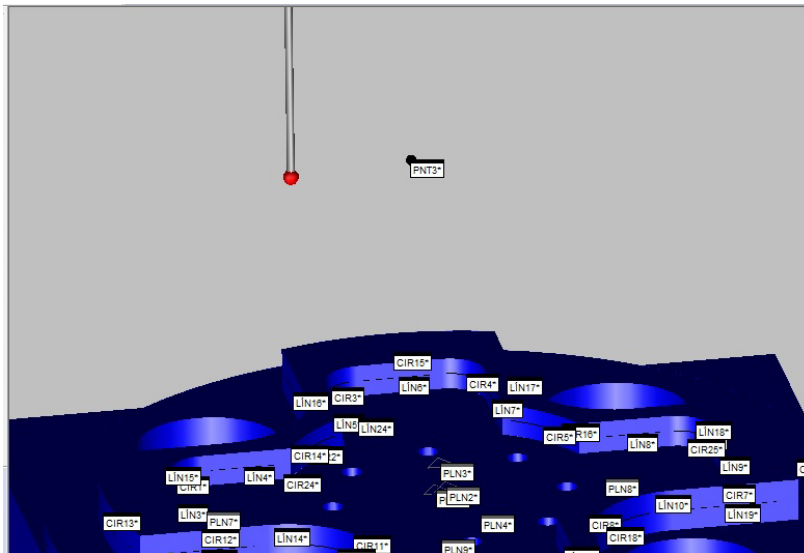 PNT3*
CIR15*
LİN6*
CIR4*
LİN17*
CIR3*
LİN16*
LİN7*
LİN24*
CIR5*
LİN18*
LİN8*
CIR25*
CIR14*
LİN9*
PLN3*
LİN15*
LİN4*
CIR24*
PLN8*
PLN2*
CIR7*
LİN10*
LİN3*
LİN19*
PLN7*
CIR13*
PLN4*
CIR8*
CIR12*
LİN14*
CIR18*
CIR11*
PLN9*